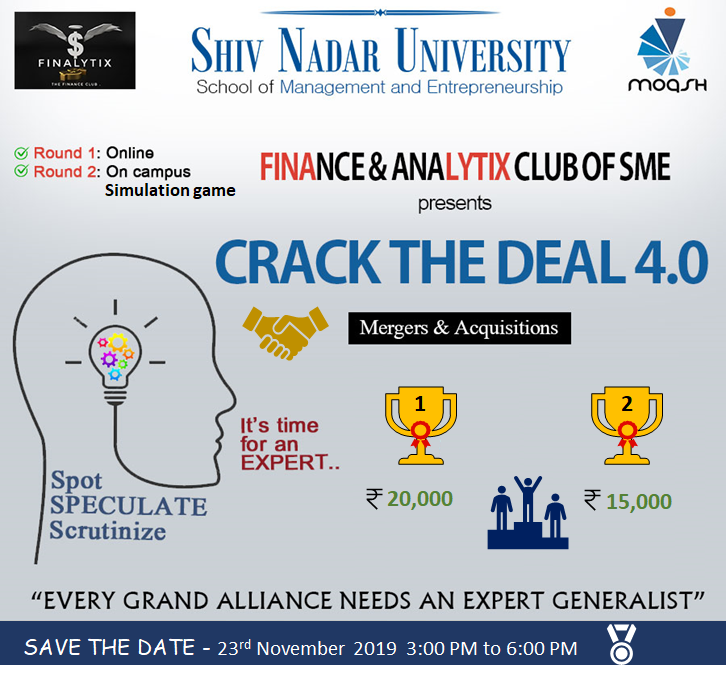 FINALYTIX
THE FINANCE CLUB .
SHIV NADAR UNIVERSITY
School of Management and Entrepreneurship
moqsh
Round 1: Online
Round 2: On campus
Simulation game
FINANCE & ANALYTIX CLUB OF SME
presents
CRACK THE DEAL 4.0
Mergers & Acquisitions
1
2
It's time
for an
EXPERT..
Spot
SPECULATE
Scrutinize
₹ 20,000
₹ 15,000
"EVERY GRAND ALLIANCE NEEDS AN EXPERT GENERALIST"
SAVE THE DATE - 23rd November 2019 3:00 PM to 6:00 PM